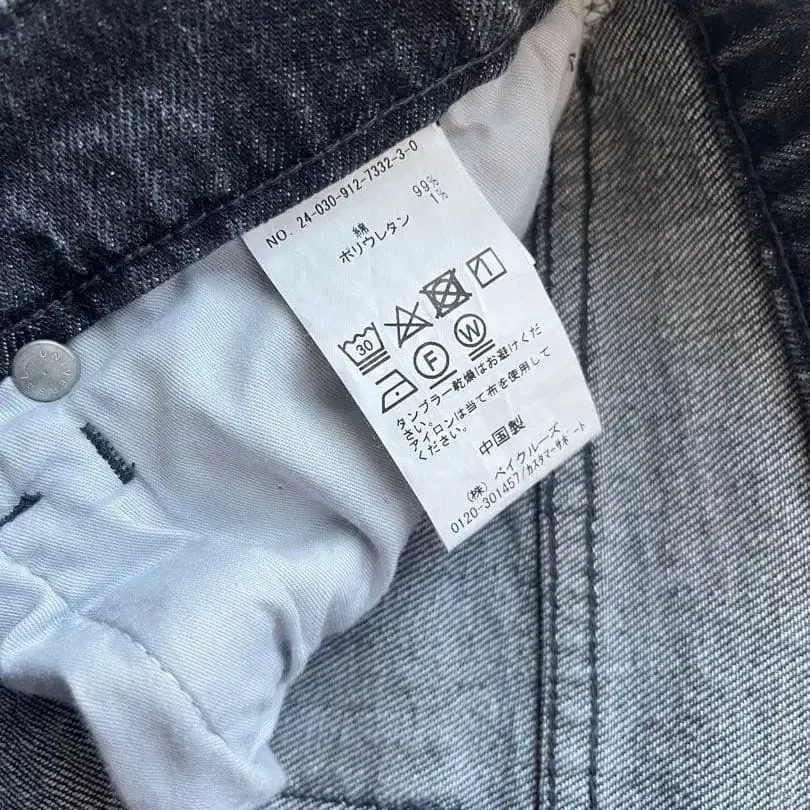 NO. 24-030-912-7332-3-0
綿 99%
ポリウレタン 1%
30
F W
タンブラー乾燥はお避けくだ
さい。
アイロンは当て布を使用して
ください。
中国製
(株) ベイクルーズ
0120-301457/カスタマーサポート